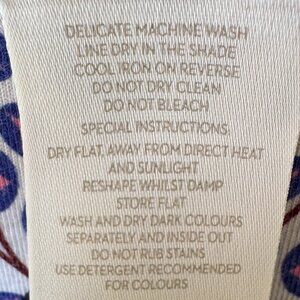 DELICATE MACHINE WASH
LINE DRY IN THE SHADE
COOL IRON ON REVERSE
DO NOT DRY CLEAN
DO NOT BLEACH
SPECIAL INSTRUCTIONS:
DRY FLAT, AWAY FROM DIRECT HEAT
AND SUNLIGHT
RESHAPE WHILST DAMP
STORE FLAT
WASH AND DRY DARK COLOURS
SEPARATELY AND INSIDE OUT
DO NOT RUB STAINS
USE DETERGENT RECOMMENDED
FOR COLOURS